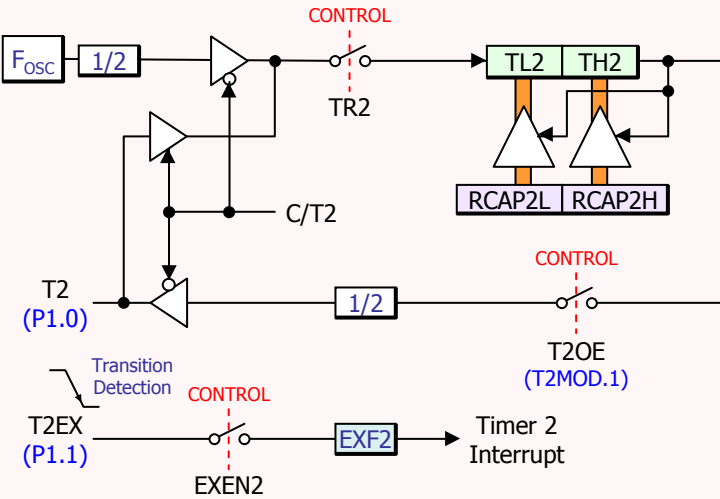 CONTROL
FOSC 1/2 TL2 TH2
TR2
C/T2
RCAP2L RCAP2H
CONTROL
T2
(P1.0)
1/2
T2OE
(T2MOD.1)
Transition
Detection
CONTROL
T2EX
(P1.1)
EXF2
Timer 2
Interrupt
EXEN2